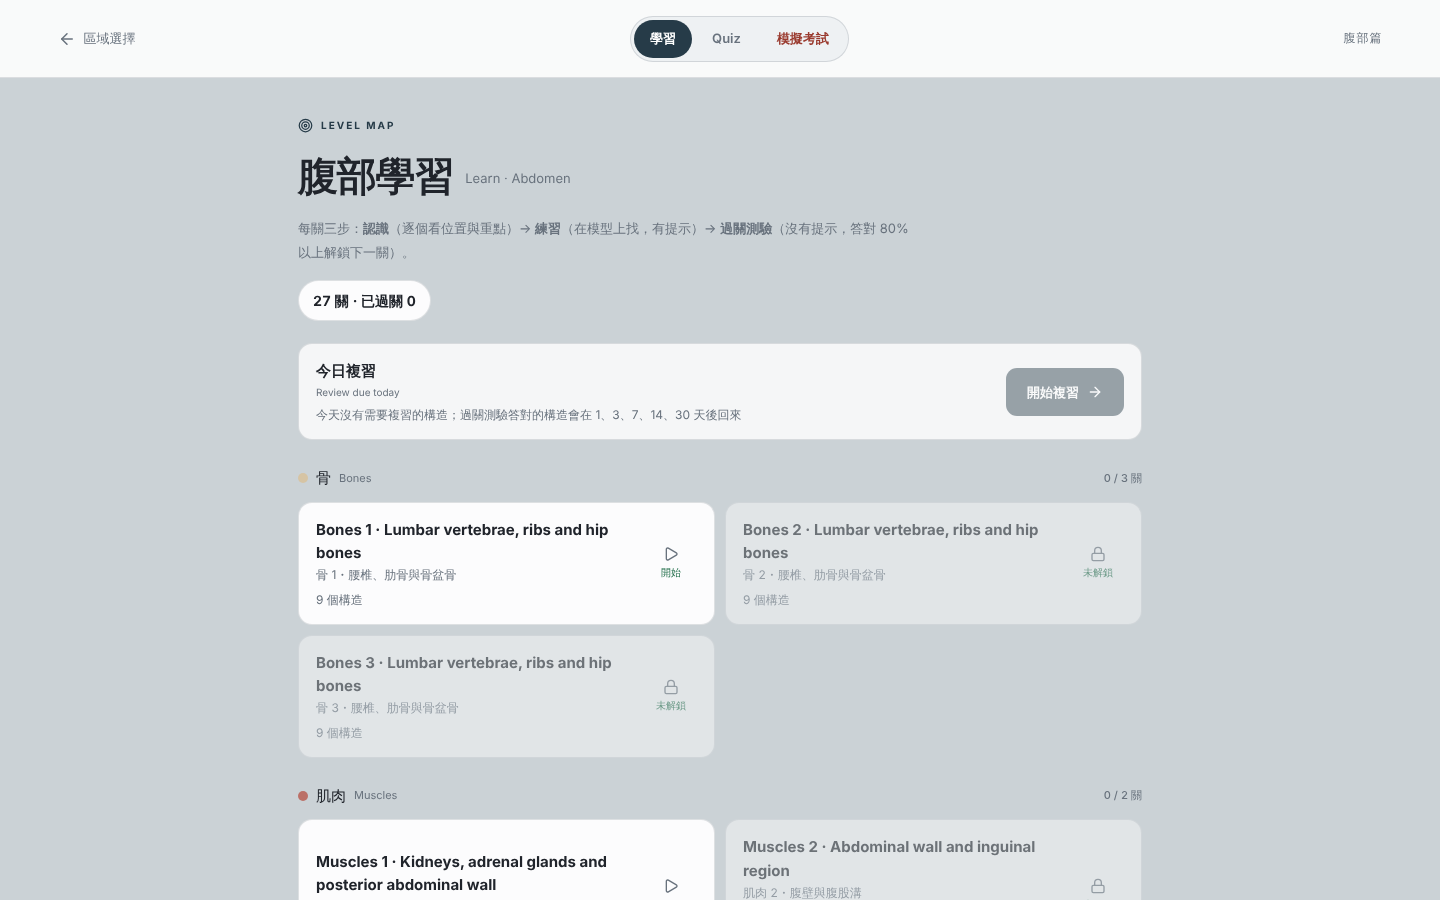 區域選擇
學習
Quiz
模擬考試
腹部篇
LEVEL MAP
腹部學習 Learn · Abdomen
每關三步：認識（逐個看位置與重點）→ 練習（在模型上找，有提示）→ 過關測驗（沒有提示，答對 80%
以上解鎖下一關）。
27 關 · 已過關 0
今日複習
Review due today
今天沒有需要複習的構造；過關測驗答對的構造會在 1、3、7、14、30 天後回來
開始複習 →
骨 Bones
0 / 3 關
Bones 1 · Lumbar vertebrae, ribs and hip
bones
骨 1・腰椎、肋骨與骨盆骨
9 個構造
開始
Bones 2 · Lumbar vertebrae, ribs and hip
bones
骨 2・腰椎、肋骨與骨盆骨
9 個構造
未解鎖
Bones 3 · Lumbar vertebrae, ribs and hip
bones
骨 3・腰椎、肋骨與骨盆骨
9 個構造
未解鎖
肌肉 Muscles
0 / 2 關
Muscles 1 · Kidneys, adrenal glands and
posterior abdominal wall
Muscles 2 · Abdominal wall and inguinal
region
肌肉 2・腹壁與腹股溝